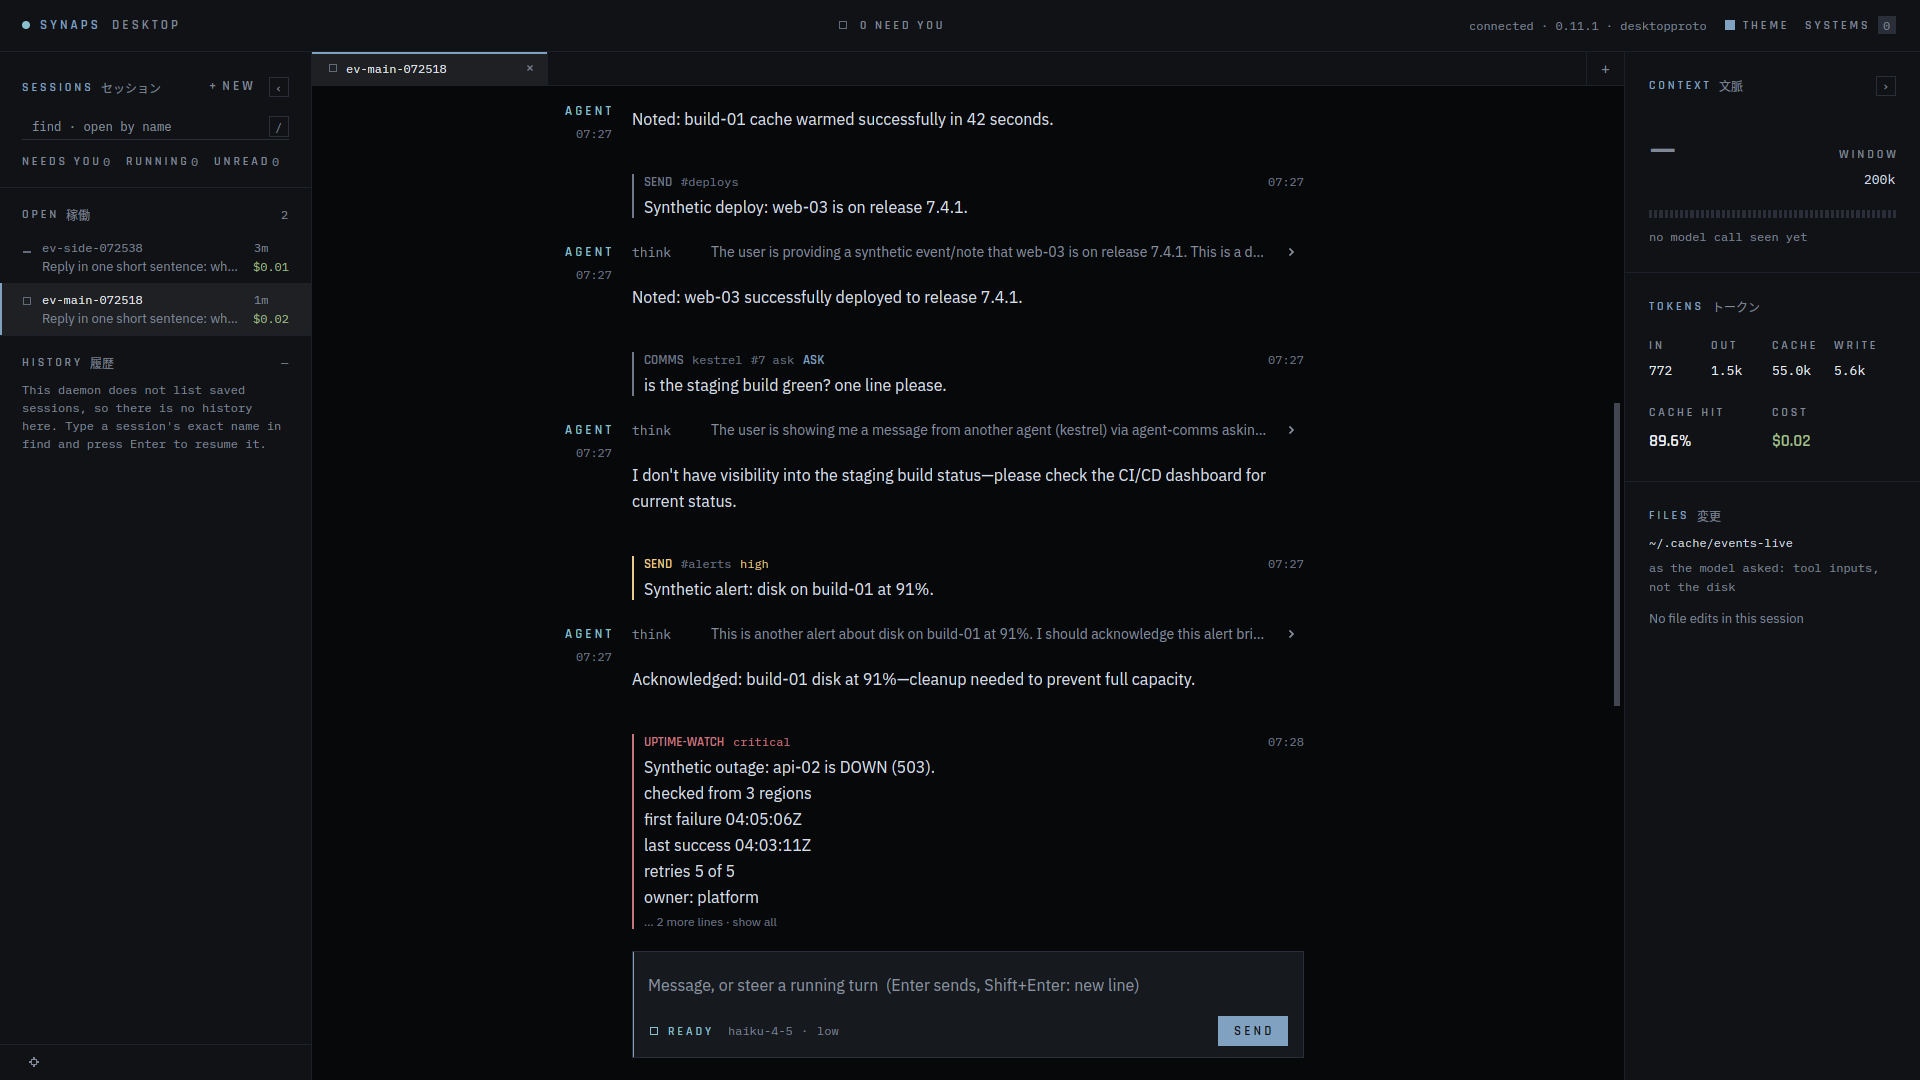 SYNAPS DESKTOP
0 NEED YOU
connected · 0.11.1 · desktopproto THEME SYSTEMS 0
SESSIONS セッション + NEW ‹
find · open by name /
NEEDS YOU 0 RUNNING 0 UNREAD 0
OPEN 稼働 2
ev-side-072538 3m
Reply in one short sentence: wh... $0.01
ev-main-072518 1m
Reply in one short sentence: wh... $0.02
HISTORY 履歴 —
This daemon does not list saved
sessions, so there is no history
here. Type a session's exact name in
find and press Enter to resume it.
ev-main-072518 ×
+
AGENT
07:27
Noted: build-01 cache warmed successfully in 42 seconds.
SEND #deploys 07:27
Synthetic deploy: web-03 is on release 7.4.1.
AGENT
07:27
think The user is providing a synthetic event/note that web-03 is on release 7.4.1. This is a d... ›
Noted: web-03 successfully deployed to release 7.4.1.
COMMS kestrel #7 ask ASK 07:27
is the staging build green? one line please.
AGENT
07:27
think The user is showing me a message from another agent (kestrel) via agent-comms askin... ›
I don't have visibility into the staging build status—please check the CI/CD dashboard for
current status.
SEND #alerts high 07:27
Synthetic alert: disk on build-01 at 91%.
AGENT
07:27
think This is another alert about disk on build-01 at 91%. I should acknowledge this alert bri... ›
Acknowledged: build-01 disk at 91%—cleanup needed to prevent full capacity.
UPTIME-WATCH critical 07:28
Synthetic outage: api-02 is DOWN (503).
checked from 3 regions
first failure 04:05:06Z
last success 04:03:11Z
retries 5 of 5
owner: platform
... 2 more lines · show all
Message, or steer a running turn (Enter sends, Shift+Enter: new line)
READY haiku-4-5 · low SEND
CONTEXT 文脈 ›
—
WINDOW
200k
no model call seen yet
TOKENS トークン
IN OUT CACHE WRITE
772 1.5k 55.0k 5.6k
CACHE HIT COST
89.6% $0.02
FILES 変更
~/.cache/events-live
as the model asked: tool inputs,
not the disk
No file edits in this session